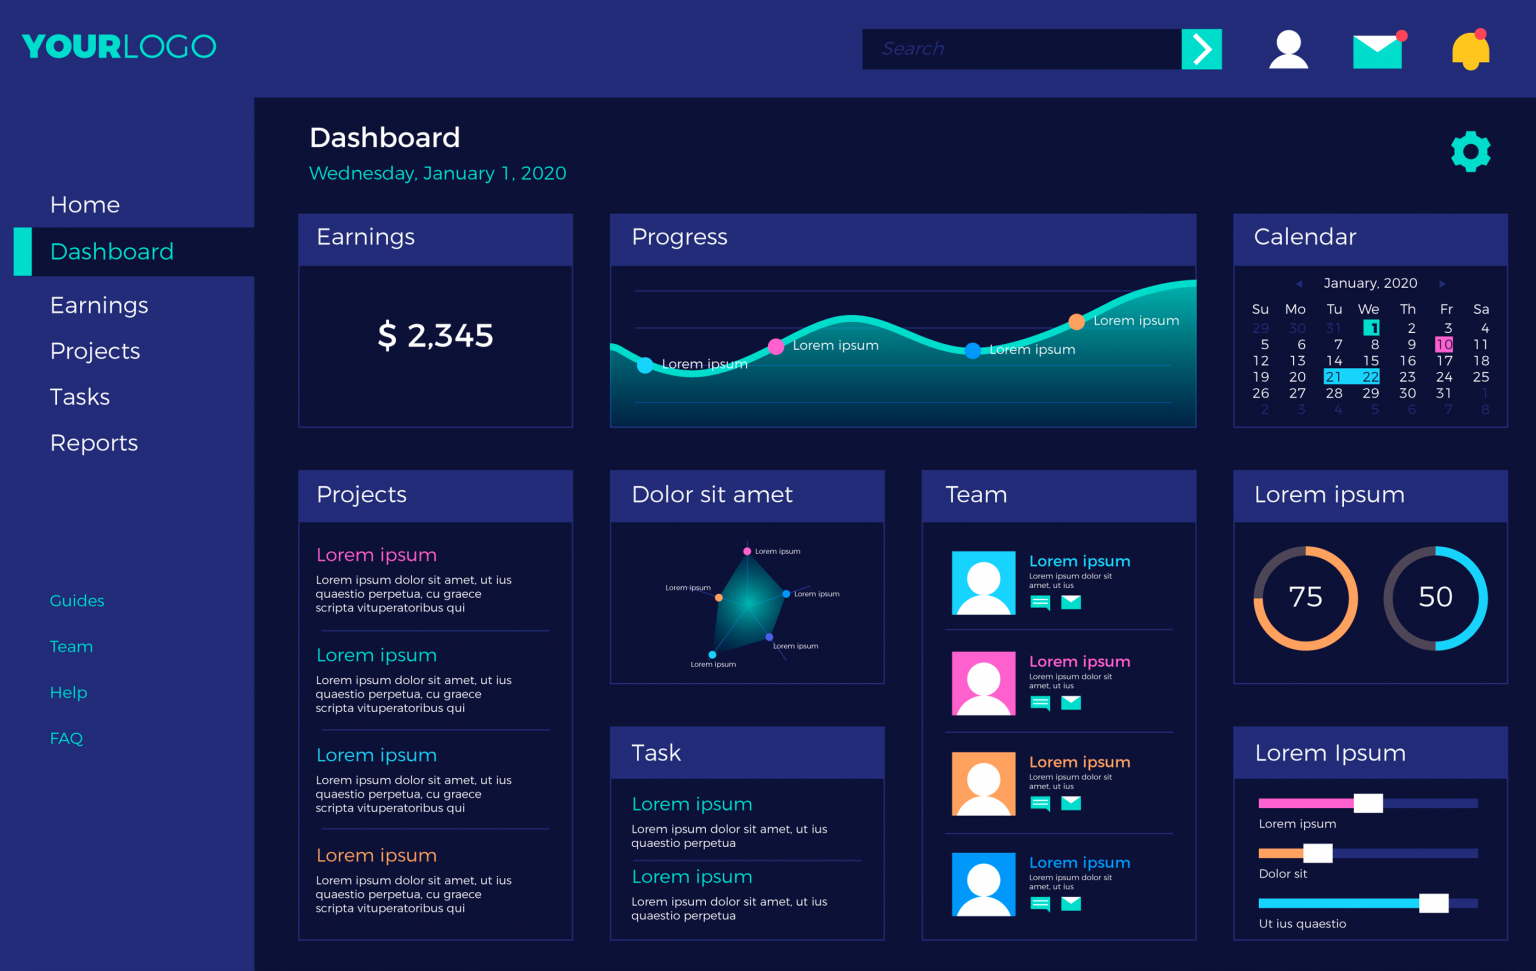 YOURLOGO
Search
Dashboard
Wednesday, January 1, 2020
Home
Dashboard
Earnings
Projects
Tasks
Reports
Guides
Team
Help
FAQ
Earnings
$ 2,345
Progress
Lorem ipsum
Lorem ipsum
Lorem ipsum
Lorem ipsum
Calendar
January, 2020
Su Mo Tu We Th Fr Sa
29 30 31 1 2 3 4
5 6 7 8 9 10 11
12 13 14 15 16 17 18
19 20 21 22 23 24 25
26 27 28 29 30 31 1
2 3 4 5 6 7 8
Projects
Lorem ipsum
Lorem ipsum dolor sit amet, ut ius
quaestio perpetua, cu graece
scripta vituperatoribus qui
Lorem ipsum
Lorem ipsum dolor sit amet, ut ius
quaestio perpetua, cu graece
scripta vituperatoribus qui
Lorem ipsum
Lorem ipsum dolor sit amet, ut ius
quaestio perpetua, cu graece
scripta vituperatoribus qui
Lorem ipsum
Lorem ipsum dolor sit amet, ut ius
quaestio perpetua, cu graece
scripta vituperatoribus qui
Dolor sit amet
Lorem ipsum
Lorem ipsum
Lorem ipsum
Lorem ipsum
Lorem ipsum
Task
Lorem ipsum
Lorem ipsum dolor sit amet, ut ius
quaestio perpetua
Lorem ipsum
Lorem ipsum dolor sit amet, ut ius
quaestio perpetua
Team
Lorem ipsum
Lorem ipsum dolor sit
amet, ut ius
Lorem ipsum
Lorem ipsum dolor sit
amet, ut ius
Lorem ipsum
Lorem ipsum dolor sit
amet, ut ius
Lorem ipsum
Lorem ipsum dolor sit
amet, ut ius
Lorem ipsum
75 50
Lorem Ipsum
Lorem ipsum
Dolor sit
Ut ius quaestio